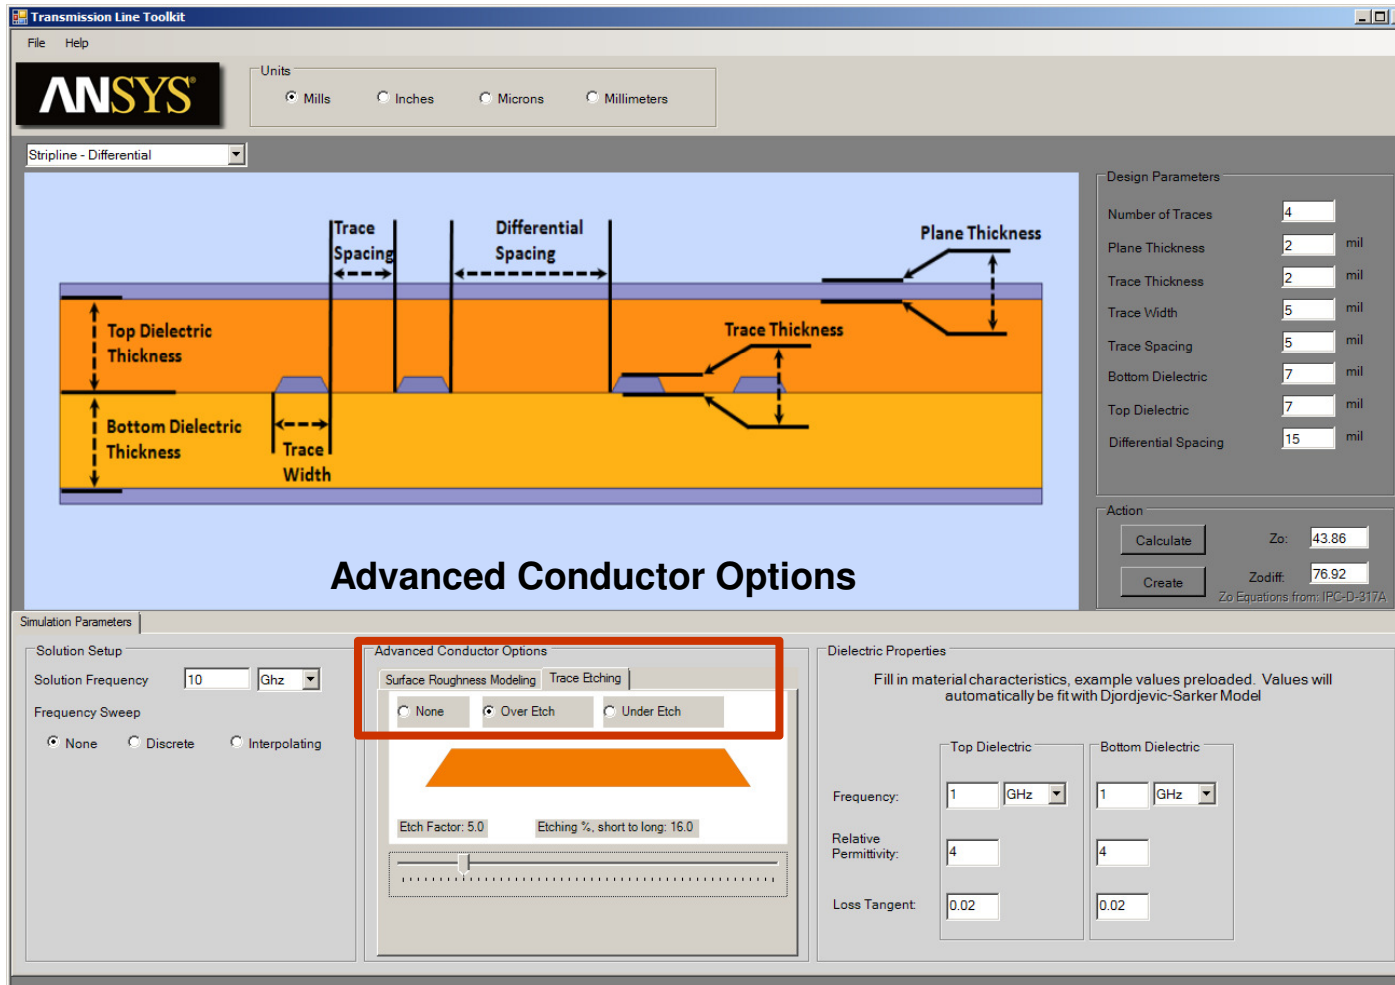 Transmission Line Toolkit
File Help
ANSYS®
Units
Mills Inches Microns Millimeters
Stripline - Differential
Trace Spacing
Differential Spacing
Plane Thickness
Top Dielectric Thickness
Trace Thickness
Bottom Dielectric Thickness
Trace Width
Advanced Conductor Options
Design Parameters
Number of Traces 4
Plane Thickness 2 mil
Trace Thickness 2 mil
Trace Width 5 mil
Trace Spacing 5 mil
Bottom Dielectric 7 mil
Top Dielectric 7 mil
Differential Spacing 15 mil
Action
Calculate Zo: 43.86
Create Zodiff: 76.92
Zo Equations from: IPC-D-317A
Simulation Parameters
Solution Setup
Solution Frequency 10 Ghz
Frequency Sweep
None Discrete Interpolating
Advanced Conductor Options
Surface Roughness Modeling Trace Etching
None Over Etch Under Etch
Etch Factor: 5.0 Etching %, short to long: 16.0
Dielectric Properties
Fill in material characteristics, example values preloaded. Values will
automatically be fit with Djordjevic-Sarker Model
Top Dielectric Bottom Dielectric
Frequency: 1 GHz 1 GHz
Relative
Permittivity: 4 4
Loss Tangent: 0.02 0.02